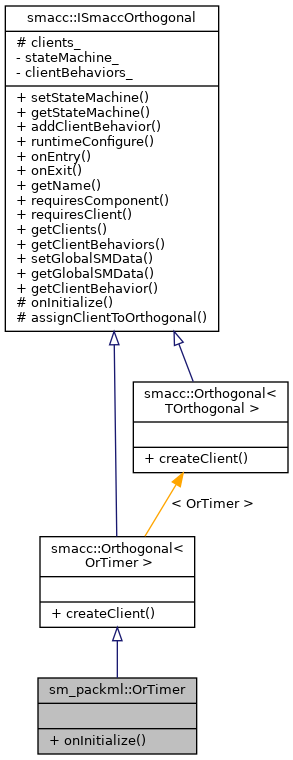 smacc::ISmaccOrthogonal
# clients_
- stateMachine_
- clientBehaviors_
+ setStateMachine()
+ getStateMachine()
+ addClientBehavior()
+ runtimeConfigure()
+ onEntry()
+ onExit()
+ getName()
+ requiresComponent()
+ requiresClient()
+ getClients()
+ getClientBehaviors()
+ setGlobalSMData()
+ getGlobalSMData()
+ getClientBehavior()
# onInitialize()
# assignClientToOrthogonal()
smacc::Orthogonal<
TOrthogonal >
+ createClient()
< OrTimer >
smacc::Orthogonal<
OrTimer >
+ createClient()
sm_packml::OrTimer
+ onInitialize()